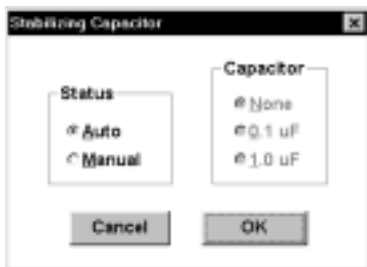 Stabilizing Capacitor
Status
Auto
Manual
Capacitor
None
0.1 uF
1.0 uF
Cancel
OK